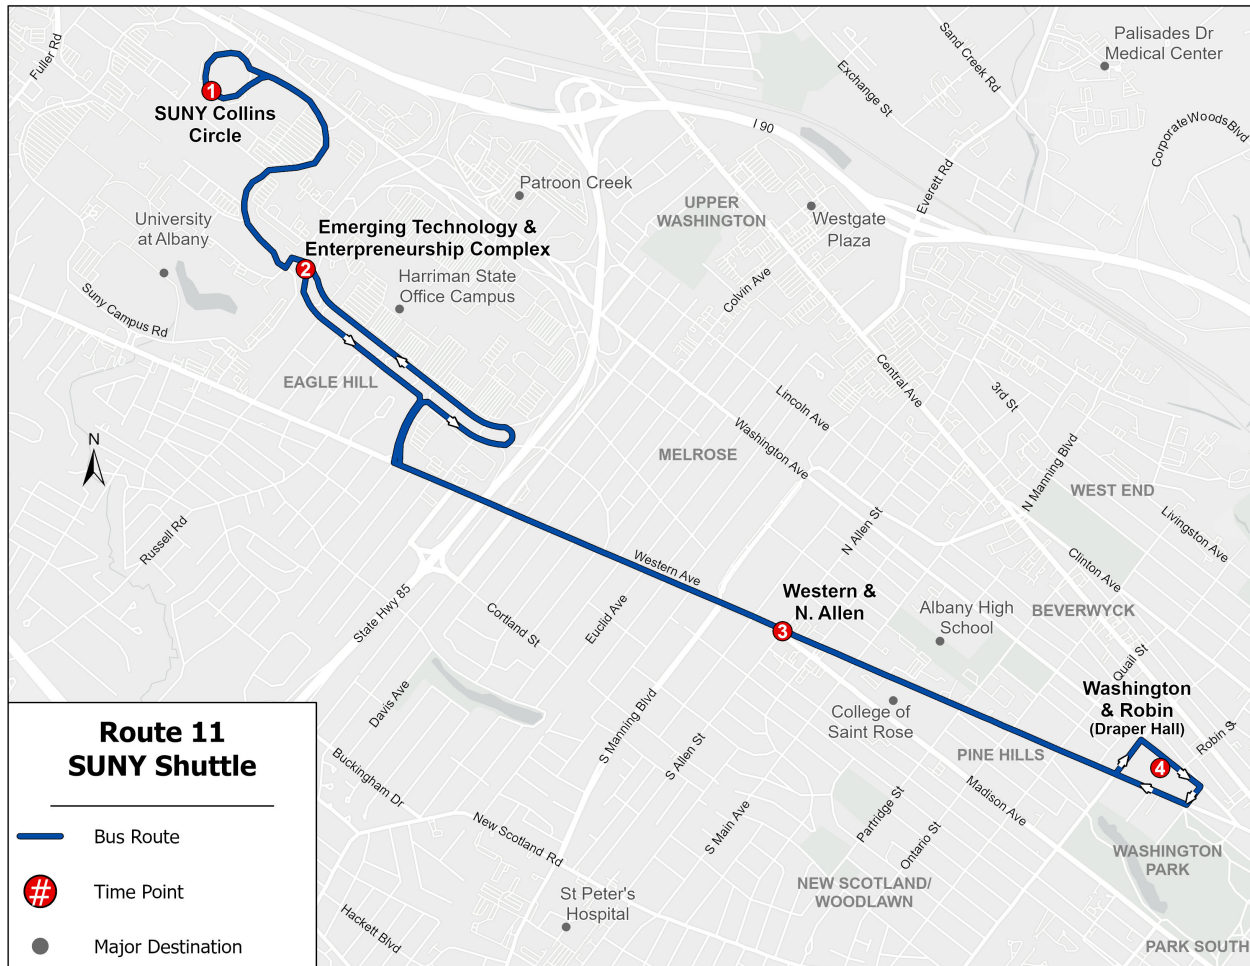 Fuller Rd
1
SUNY Collins
Circle
Palisades Dr
Medical Center
Sand Creek Rd
Exchange St
I 90
Corporate Woods Blvd
Everett Rd
Patroon Creek
UPPER
WASHINGTON
Westgate
Plaza
University
at Albany
Emerging Technology &
Enterpreneurship Complex
2
Harriman State
Office Campus
Suny Campus Rd
Colvin Ave
EAGLE HILL
Central Ave
3rd St
Lincoln Ave
Washington Ave
N
MELROSE
N Manning Blvd
WEST END
Livingston Ave
Russell Rd
N Allen St
Western Ave
Clinton Ave
State Hwy 85
Cortland St
Euclid Ave
Western &
N. Allen
3
Albany High
School
BEVERWYCK
Quail St
Davis Ave
S Manning Blvd
College of
Saint Rose
Washington
& Robin
(Draper Hall)
4
Robin St
PINE HILLS
S Allen St
Madison Ave
Buckingham Dr
New Scotland Rd
S Main Ave
Partridge St
Ontario St
WASHINGTON
PARK
NEW SCOTLAND/
WOODLAWN
St Peter's
Hospital
Hackett Blvd
PARK SOUTH
Route 11
SUNY Shuttle
Bus Route
# Time Point
Major Destination